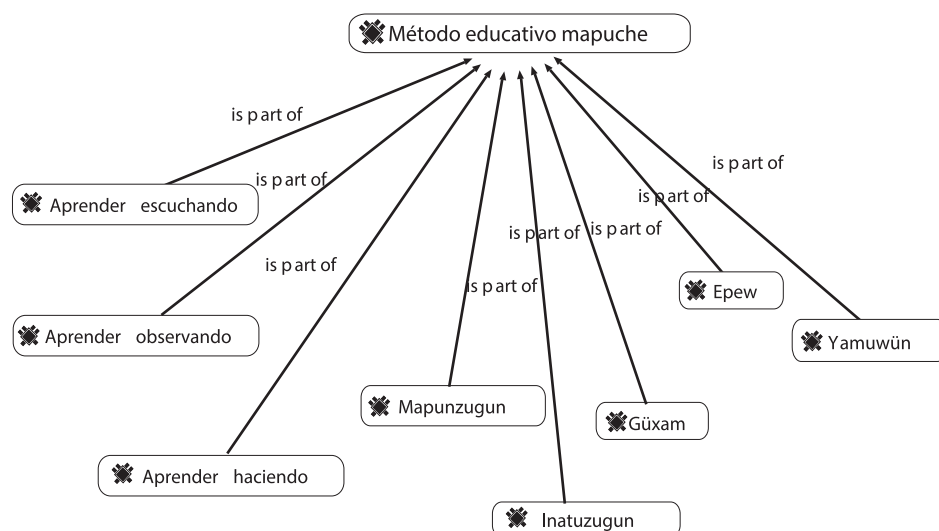 Método educativo mapuche
is part of
is part of
is part of
is part of
is part of
is part of
is part of
is part of
Aprender escuchando
Aprender observando
Aprender haciendo
Mapunzugun
Inatuzugun
Güxam
Epew
Yamuwün